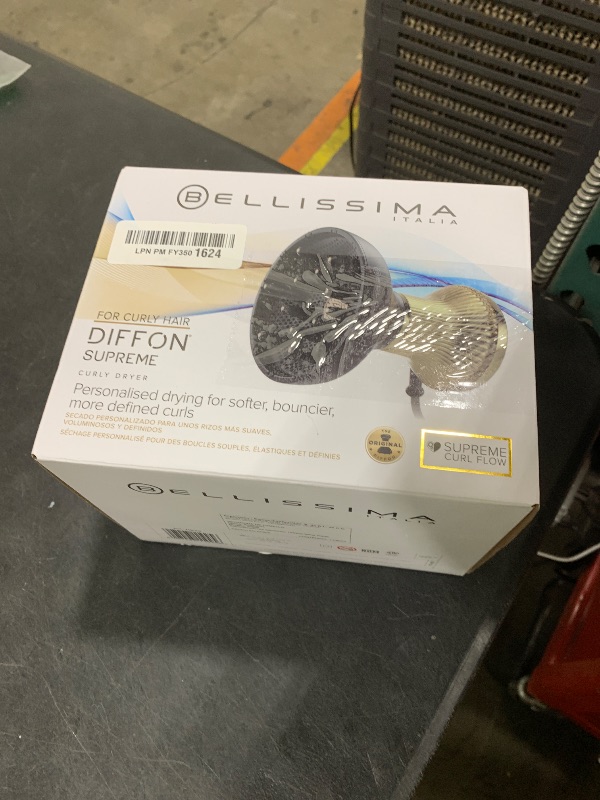 BELLISSIMA
ITALIA
LPN PM FY350 1624
FOR CURLY HAIR
DIFFON
SUPREME
CURLY DRYER
Personalised drying for softer, bouncier,
more defined curls
SECADO PERSONALIZADO PARA UNOS RIZOS MÁS SUAVES,
VOLUMINOSOS Y DEFINIDOS
SÉCHAGE PERSONNALISÉ POUR DES BOUCLES SOUPLES, ÉLASTIQUES ET DÉFINIES
THE
ORIGINAL
SUPREME
CURL FLOW
BELLISSIMA
ITALIA